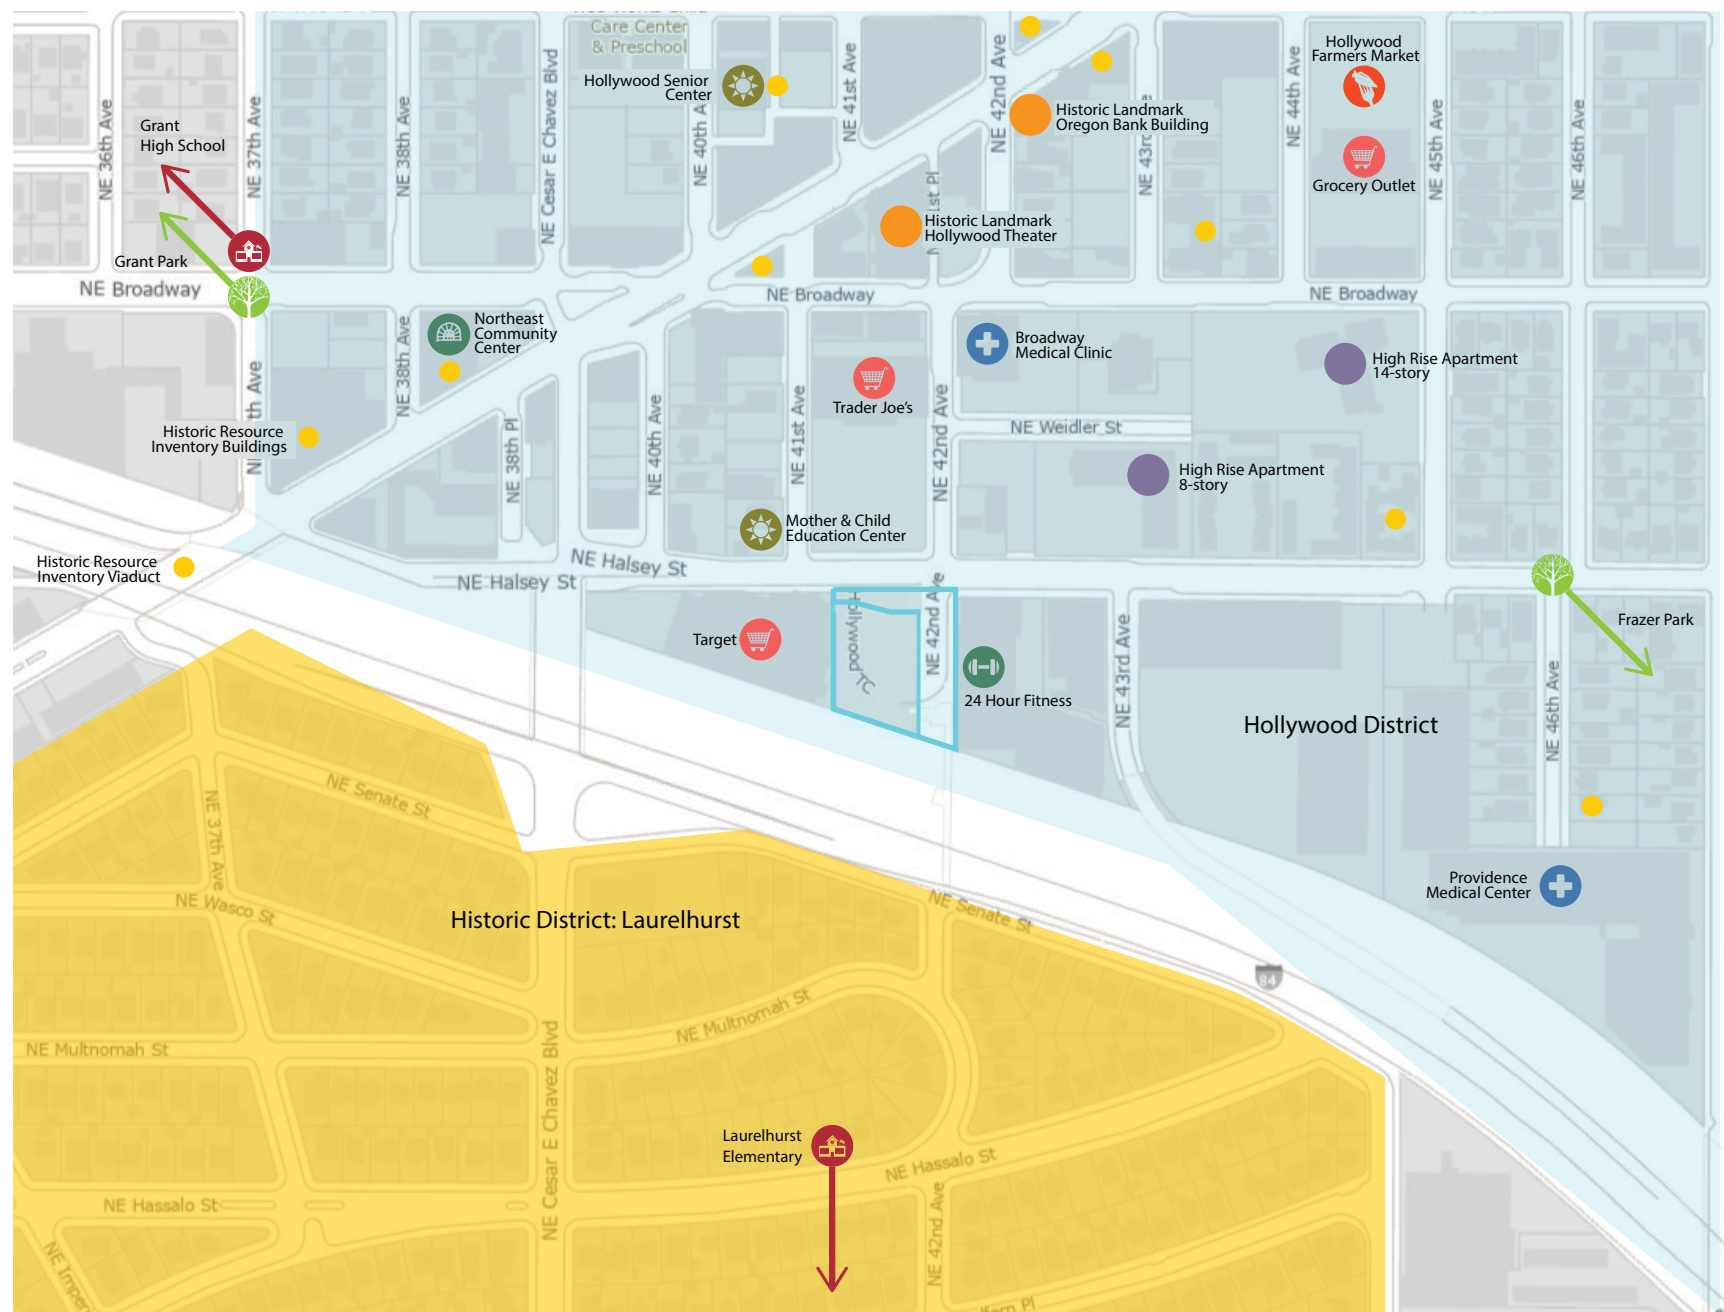 Care Center
& Preschool
Hollywood Senior
Center
NE 36th Ave
NE 37th Ave
NE 38th Ave
NE Cesar E Chavez Blvd
NE 41st Ave
NE 42nd Ave
NE 44th Ave
NE 45th Ave
NE 46th Ave
Hollywood
Farmers Market
Historic Landmark
Oregon Bank Building
Grocery Outlet
Grant
High School
Grant Park
Historic Landmark
Hollywood Theater
NE Broadway
NE Broadway
NE Broadway
Northeast
Community
Center
NE 38th Ave
Broadway
Medical Clinic
High Rise Apartment
14-story
Trader Joe's
NE 38th Pl
NE 40th Ave
NE 41st Ave
NE 42nd Ave
NE Weidler St
Historic Resource
Inventory Buildings
High Rise Apartment
8-story
Mother & Child
Education Center
Historic Resource
Inventory Viaduct
NE Halsey St
NE Halsey St
Target
Hollywood TC
NE 42nd Ave
24 Hour Fitness
NE 43rd Ave
Frazer Park
NE 46th Ave
Hollywood District
NE Senate St
NE 37th Ave
NE Wasco St
Historic District: Laurelhurst
NE Senate St
Providence
Medical Center
84
NE Multnomah St
NE Multnomah St
NE Cesar E Chavez Blvd
Laurelhurst
Elementary
NE Hassalo St
NE Hassalo St
NE 42nd Ave